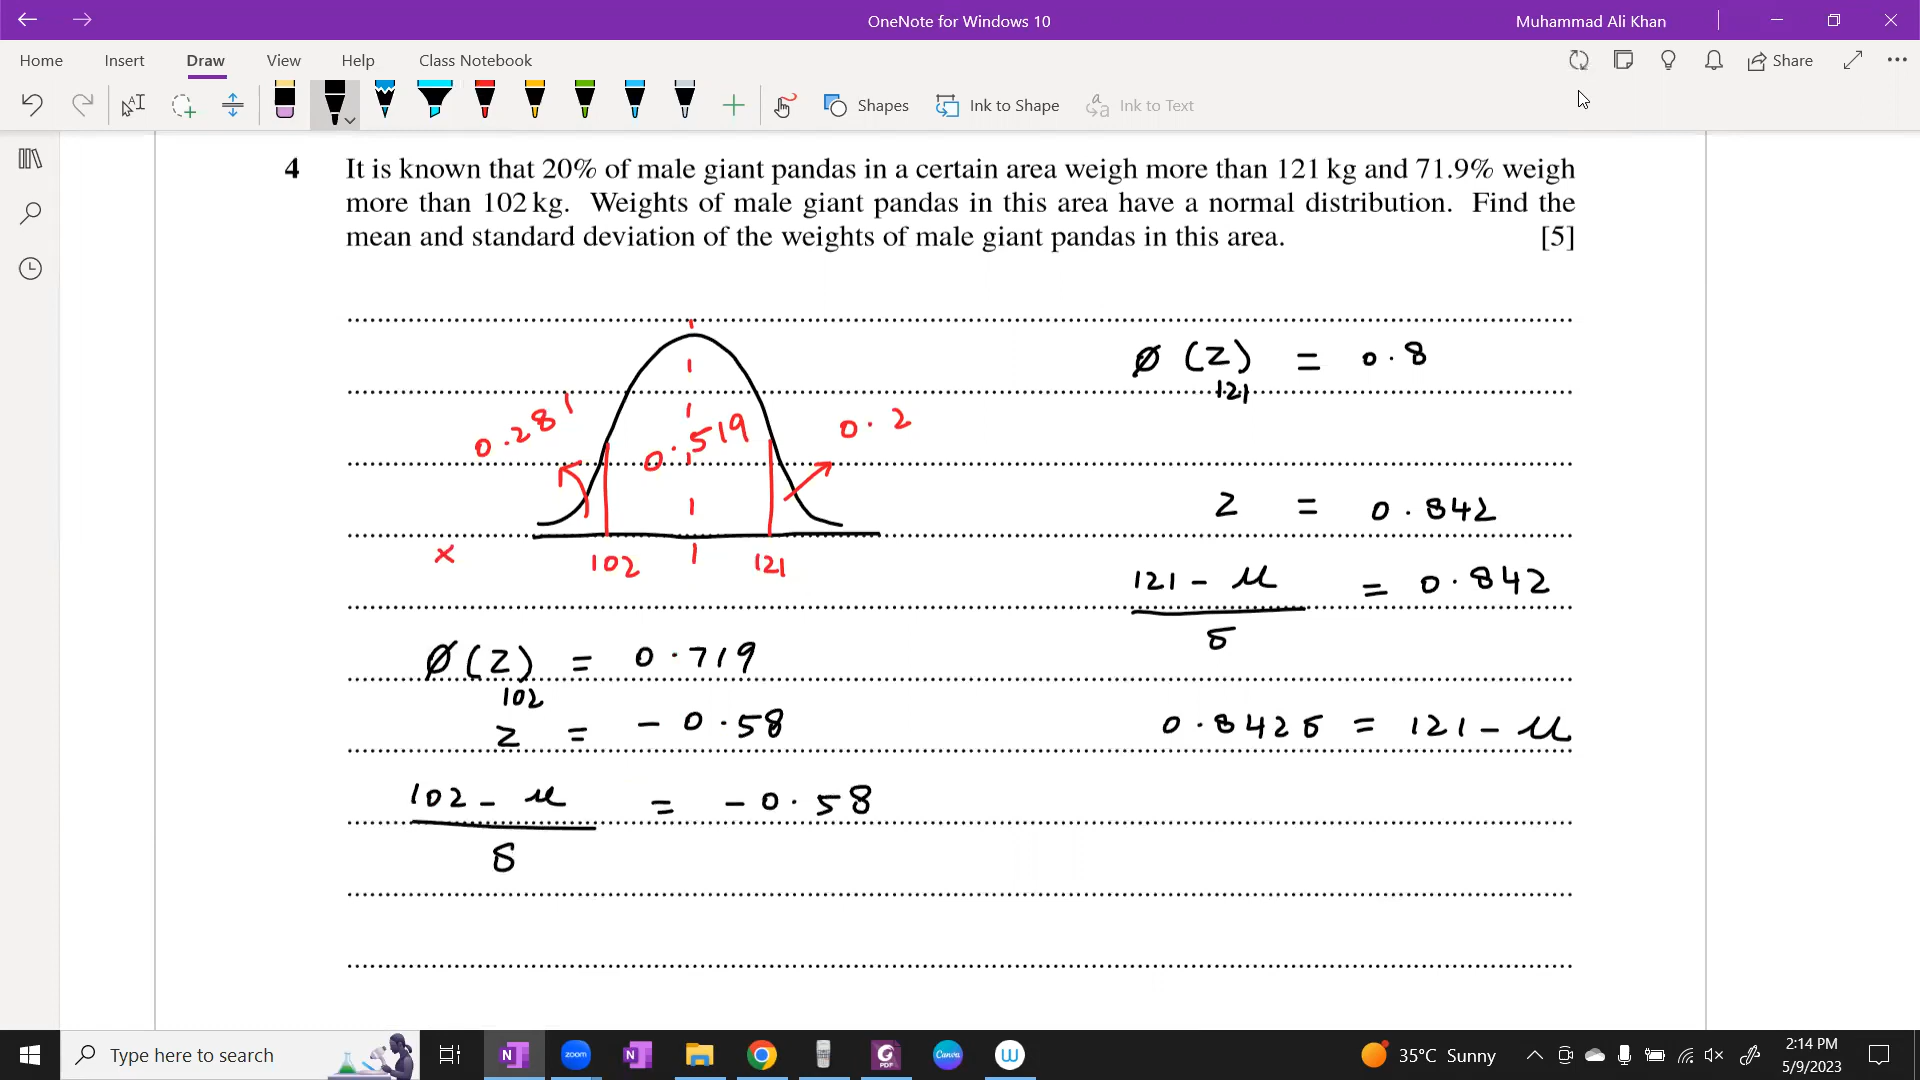 OneNote for Windows 10
Muhammad Ali Khan
Home Insert Draw View Help Class Notebook
Share
Shapes Ink to Shape Ink to Text
4 It is known that 20% of male giant pandas in a certain area weigh more than 121 kg and 71.9% weigh
more than 102 kg. Weights of male giant pandas in this area have a normal distribution. Find the
mean and standard deviation of the weights of male giant pandas in this area. [5]
Ø (Z) = 0.8
121
0.281
0.519
0.2
Z = 0.842
x 102 121
121 - μ = 0.842
σ
Ø (Z) = 0.719
102
Z = - 0.58
0.842σ = 121 - μ
102 - μ = - 0.58
σ
Type here to search
zoom
PDF
Canva
W
35°C Sunny
2:14 PM
5/9/2023